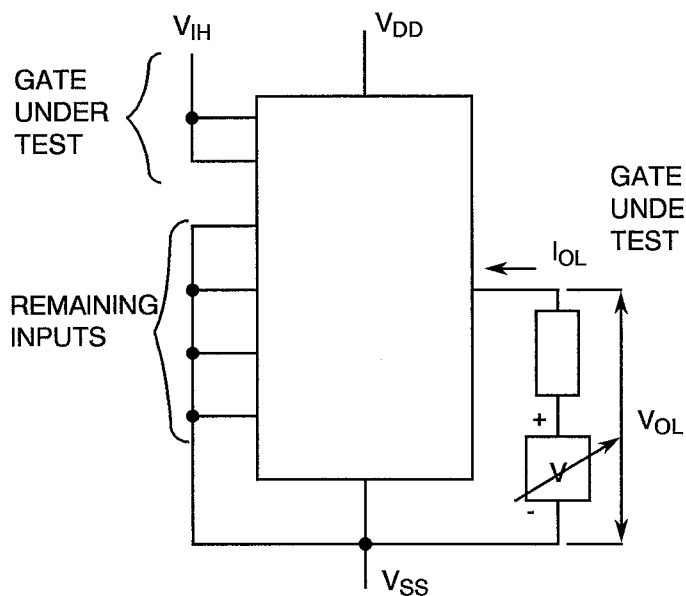 V_IH
V_DD
GATE
UNDER
TEST
GATE
UNDE
TEST
I_OL
REMAINING
INPUTS
+
V_OL
V
-
V_SS